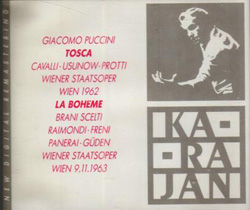 NEW DIGITAL REMASTERING
GIACOMO PUCCINI
TOSCA
CAVALLI-USUNOW-PROTTI
WIENER STAATSOPER
WIEN 1962
LA BOHEME
BRANI SCELTI
RAIMONDI-FRENI
PANERAI-GÜDEN
WIENER STAATSOPER
WIEN 9.11.1963
KA-
RA-
JAN